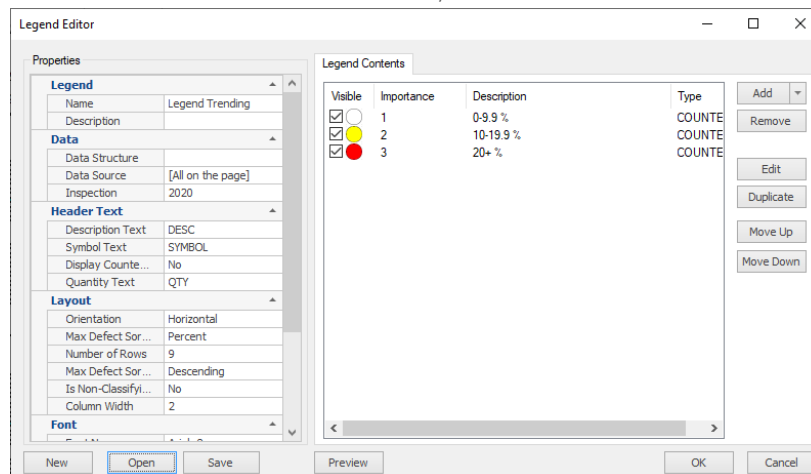 Legend Editor
Properties
Legend
Name Legend Trending
Description
Data
Data Structure
Data Source [All on the page]
Inspection 2020
Header Text
Description Text DESC
Symbol Text SYMBOL
Display Counte... No
Quantity Text QTY
Layout
Orientation Horizontal
Max Defect Sor... Percent
Number of Rows 9
Max Defect Sor... Descending
Is Non-Classifyi... No
Column Width 2
Font
New Open Save
Legend Contents
Visible Importance Description Type
1 0-9.9 % COUNTE
2 10-19.9 % COUNTE
3 20+ % COUNTE
Add
Remove
Edit
Duplicate
Move Up
Move Down
Preview OK Cancel